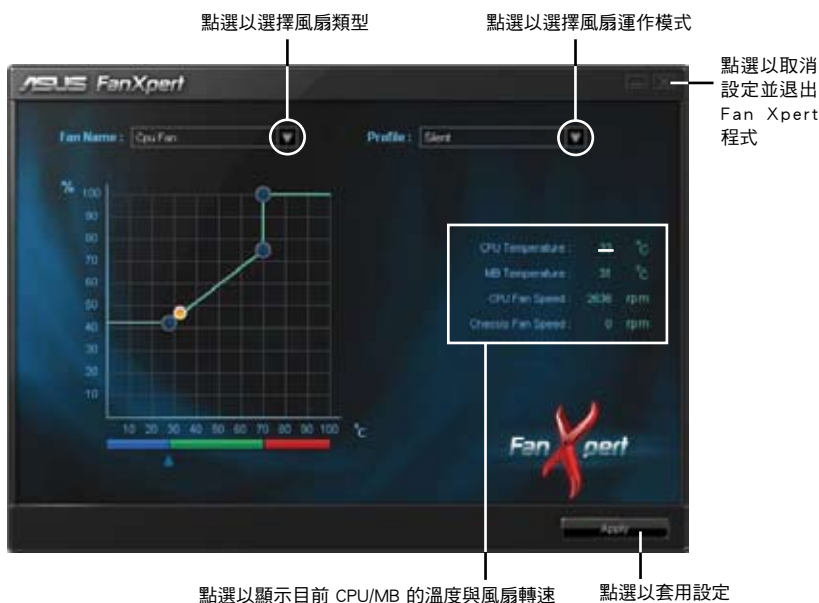 點選以選擇風扇類型
點選以選擇風扇運作模式
點選以取消
設定並退出
Fan Xpert
程式
ASUS FanXpert
Fan Name : Cpu Fan
Profile : Silent
%
100
90
80
70
60
50
40
30
20
10
10 20 30 40 50 60 70 80 90 100 °C
CPU Temperature : °C
MB Temperature : 31 °C
CPU Fan Speed : 2636 rpm
Chassis Fan Speed : 0 rpm
Fan Xpert
Apply
點選以顯示目前 CPU/MB 的溫度與風扇轉速
點選以套用設定